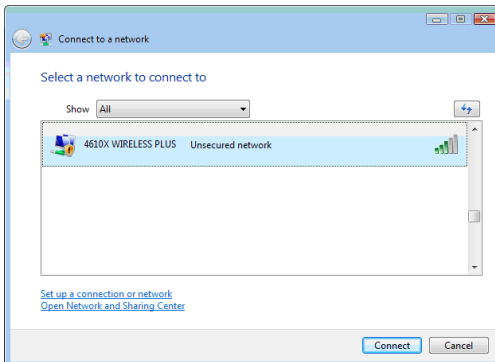 Connect to a network
Select a network to connect to
Show All
4610X WIRELESS PLUS Unsecured network
Set up a connection or network
Open Network and Sharing Center
Connect Cancel